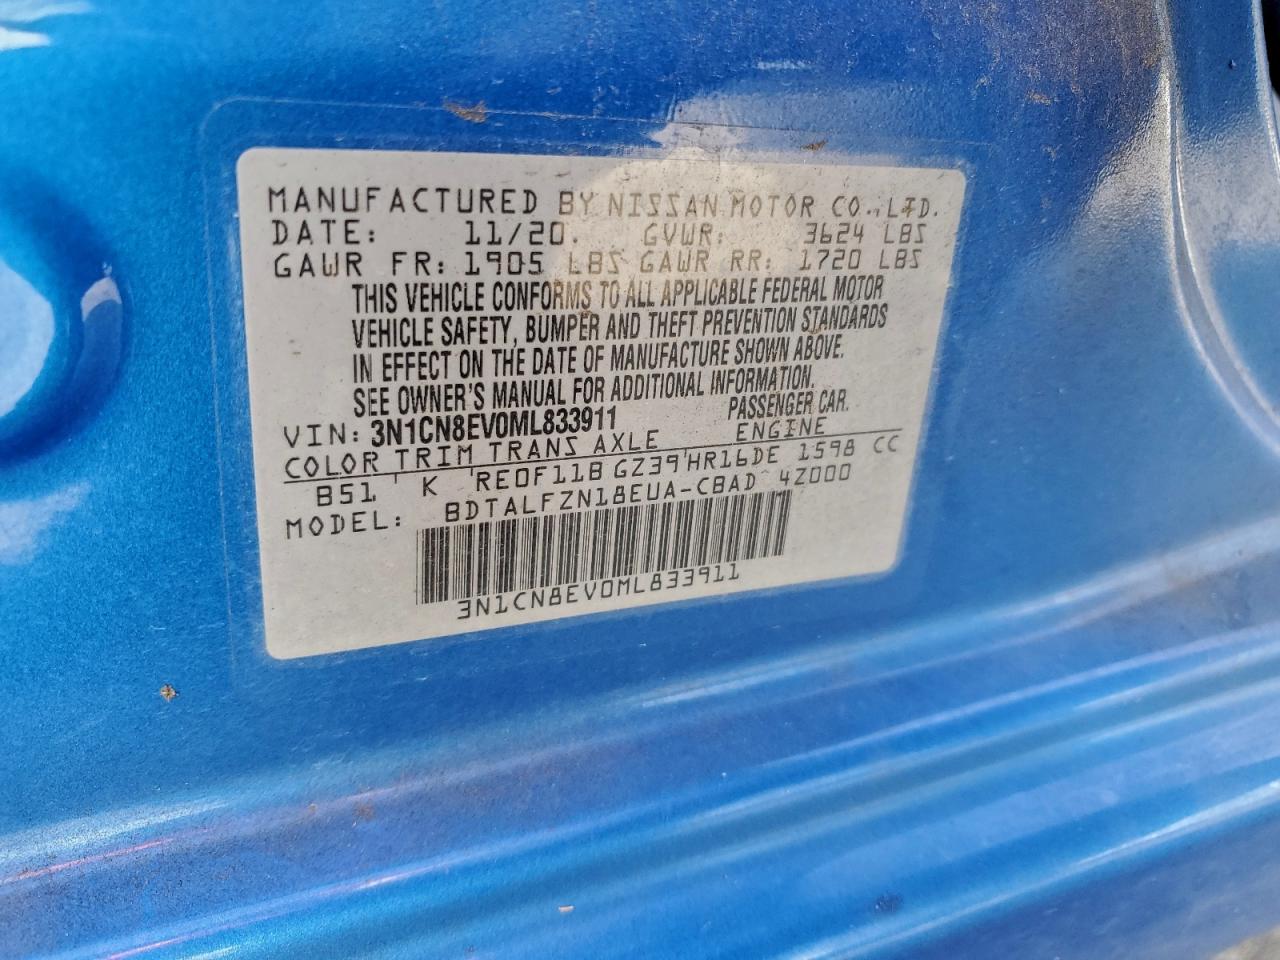 MANUFACTURED BY NISSAN MOTOR CO.,LTD.
DATE: 11/20. GVWR: 3624 LBS
GAWR FR: 1905 LBS GAWR RR: 1720 LBS
THIS VEHICLE CONFORMS TO ALL APPLICABLE FEDERAL MOTOR
VEHICLE SAFETY, BUMPER AND THEFT PREVENTION STANDARDS
IN EFFECT ON THE DATE OF MANUFACTURE SHOWN ABOVE.
SEE OWNER'S MANUAL FOR ADDITIONAL INFORMATION.
VIN: 3N1CN8EV0ML833911 PASSENGER CAR.
COLOR TRIM TRANS AXLE ENGINE
B51 K RE0F11B GZ39 HR16DE 1598 CC
MODEL: BDTALFZN18EUA-CBAD 4Z000
3N1CN8EV0ML833911